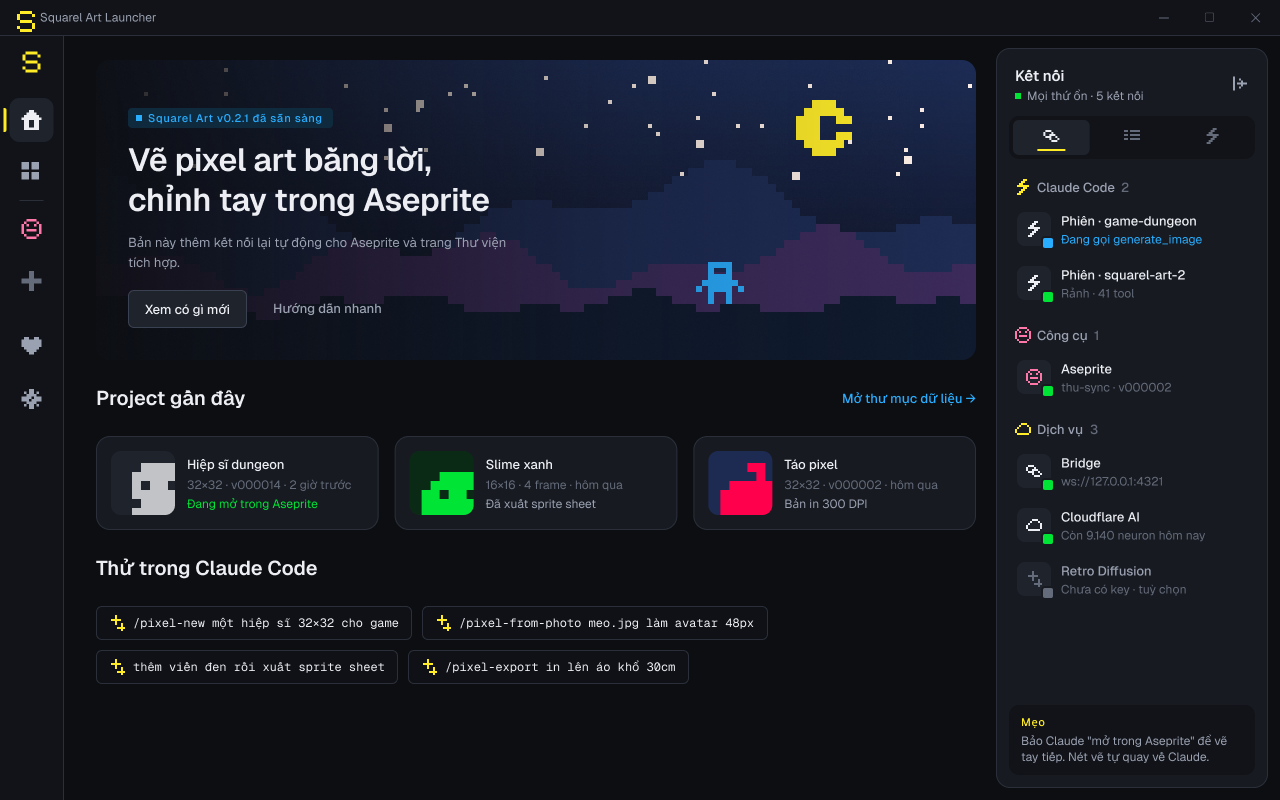 Squarel Art Launcher
Squarel Art v0.2.1 đã sẵn sàng
Vẽ pixel art bằng lời,
chỉnh tay trong Aseprite
Bản này thêm kết nối lại tự động cho Aseprite và trang Thư viện
tích hợp.
Xem có gì mới
Hướng dẫn nhanh
Project gần đây
Mở thư mục dữ liệu →
Hiệp sĩ dungeon
32×32 · v000014 · 2 giờ trước
Đang mở trong Aseprite
Slime xanh
16×16 · 4 frame · hôm qua
Đã xuất sprite sheet
Táo pixel
32×32 · v000002 · hôm qua
Bản in 300 DPI
Thử trong Claude Code
/pixel-new một hiệp sĩ 32×32 cho game
/pixel-from-photo meo.jpg làm avatar 48px
thêm viền đen rồi xuất sprite sheet
/pixel-export in lên áo khổ 30cm
Kết nối
Mọi thứ ổn · 5 kết nối
Claude Code 2
Phiên · game-dungeon
Đang gọi generate_image
Phiên · squarel-art-2
Rảnh · 41 tool
Công cụ 1
Aseprite
thu-sync · v000002
Dịch vụ 3
Bridge
ws://127.0.0.1:4321
Cloudflare AI
Còn 9.140 neuron hôm nay
Retro Diffusion
Chưa có key · tuỳ chọn
Mẹo
Bảo Claude "mở trong Aseprite" để vẽ
tay tiếp. Nét vẽ tự quay về Claude.